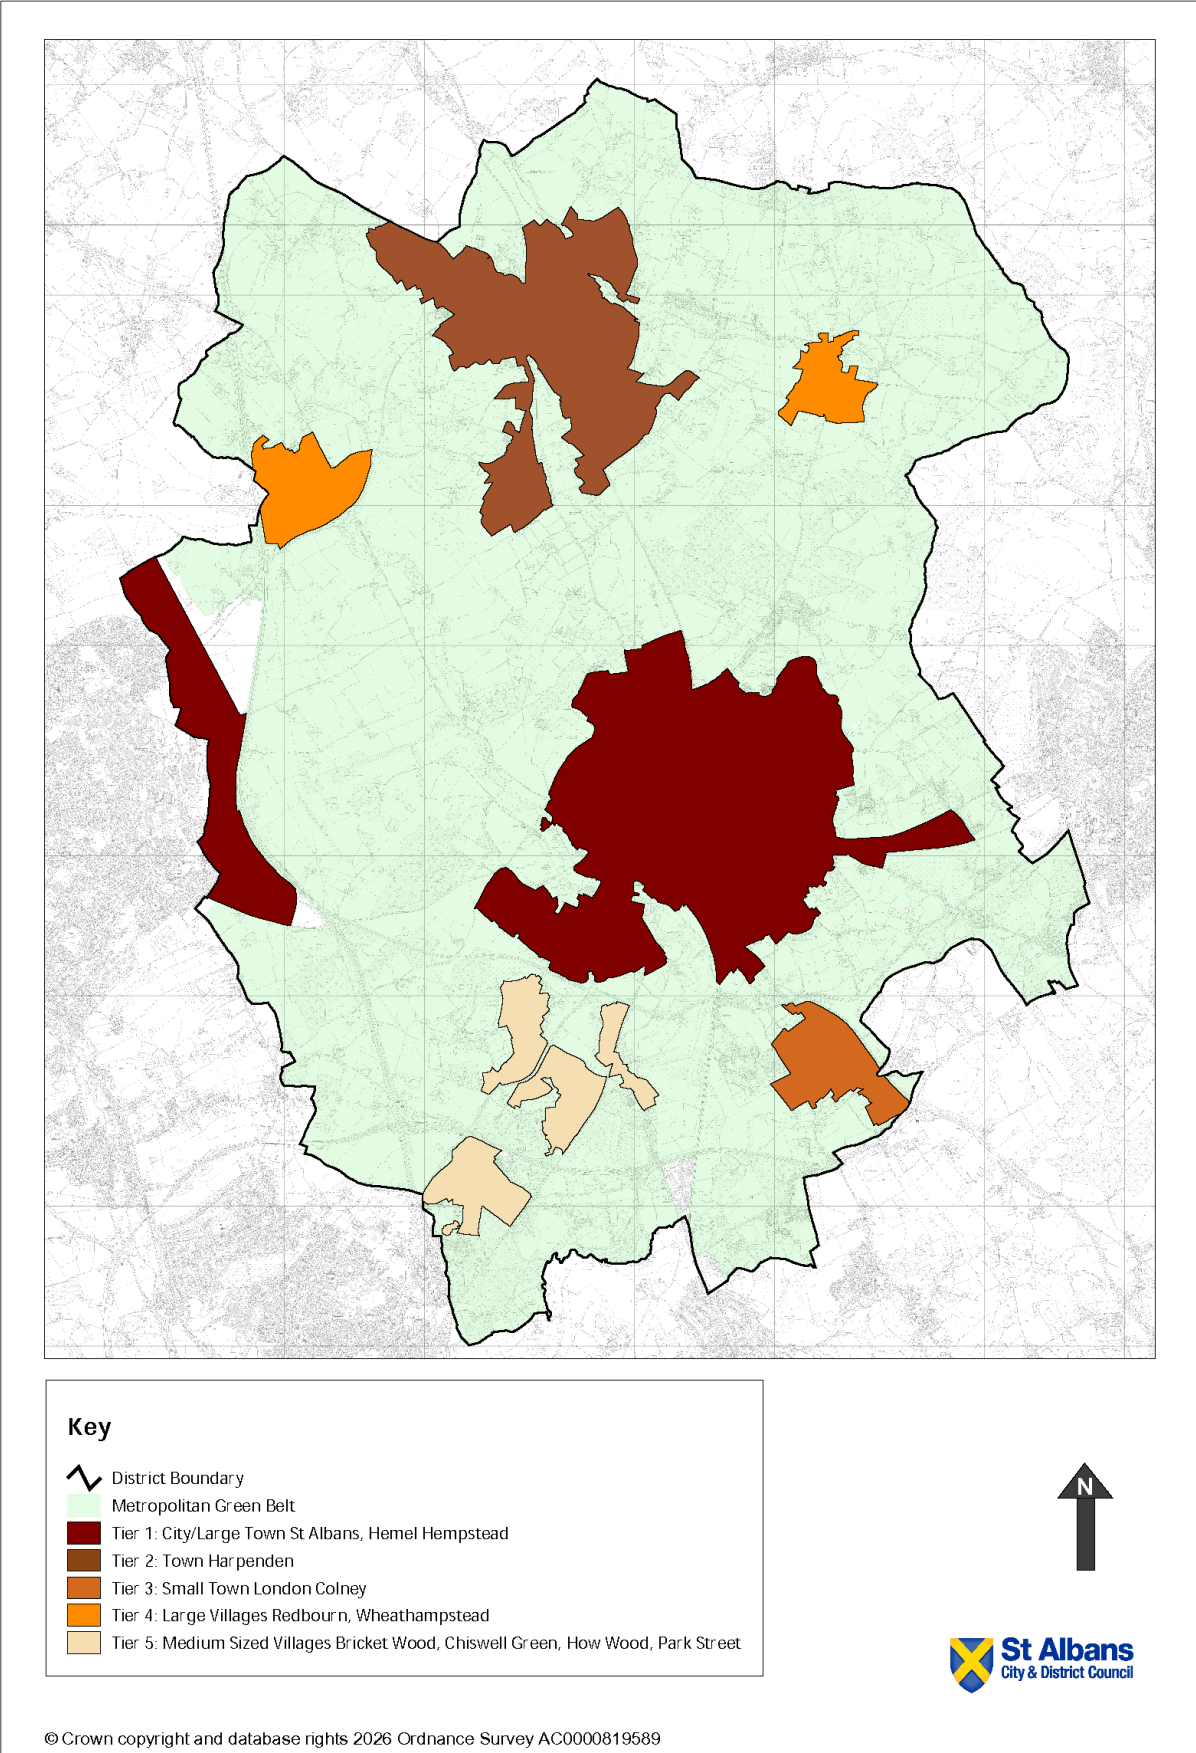 Key
District Boundary
Metropolitan Green Belt
Tier 1: City/Large Town St Albans, Hemel Hempstead
Tier 2: Town Harpenden
Tier 3: Small Town London Colney
Tier 4: Large Villages Redbourn, Wheathampstead
Tier 5: Medium Sized Villages Bricket Wood, Chiswell Green, How Wood, Park Street
N
St Albans
City & District Council
© Crown copyright and database rights 2026 Ordnance Survey AC0000819589